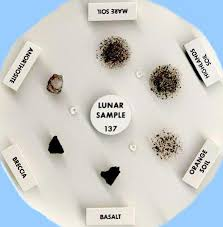 MARE SOIL
HIGHLANDS
SOIL
ORANGE
SOIL
BASALT
BRECCIA
ANORTHOSITE
LUNAR
SAMPLE
137